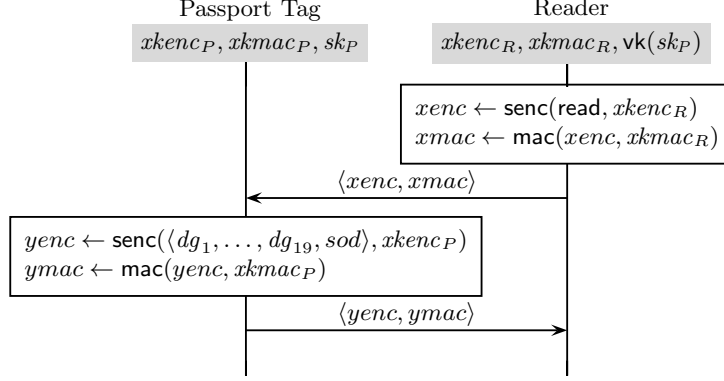 Passport Tag Reader
xkenc_P, xkmac_P, sk_P xkenc_R, xkmac_R, vk(sk_P)
xenc ← senc(read, xkenc_R)
xmac ← mac(xenc, xkmac_R)
⟨xenc, xmac⟩
yenc ← senc(⟨dg_1, . . . , dg_19, sod⟩, xkenc_P)
ymac ← mac(yenc, xkmac_P)
⟨yenc, ymac⟩